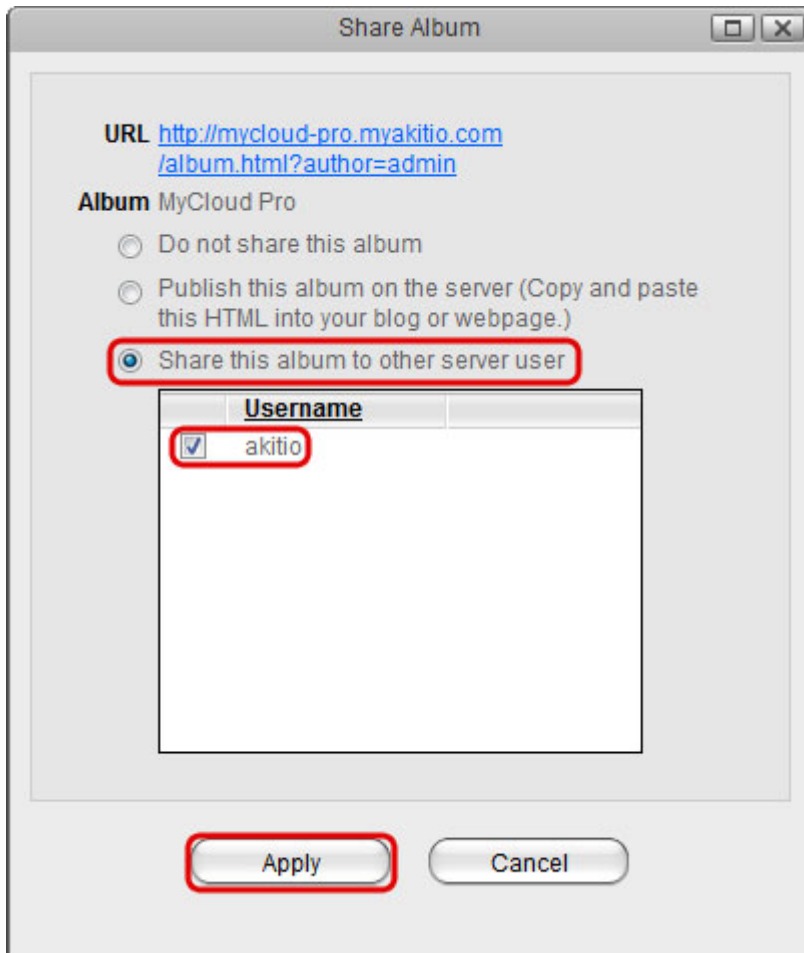 Share Album
URL http://mycloud-pro.myakitio.com
/album.html?author=admin
Album MyCloud Pro
Do not share this album
Publish this album on the server (Copy and paste
this HTML into your blog or webpage.)
Share this album to other server user
Username
akitio
Apply Cancel